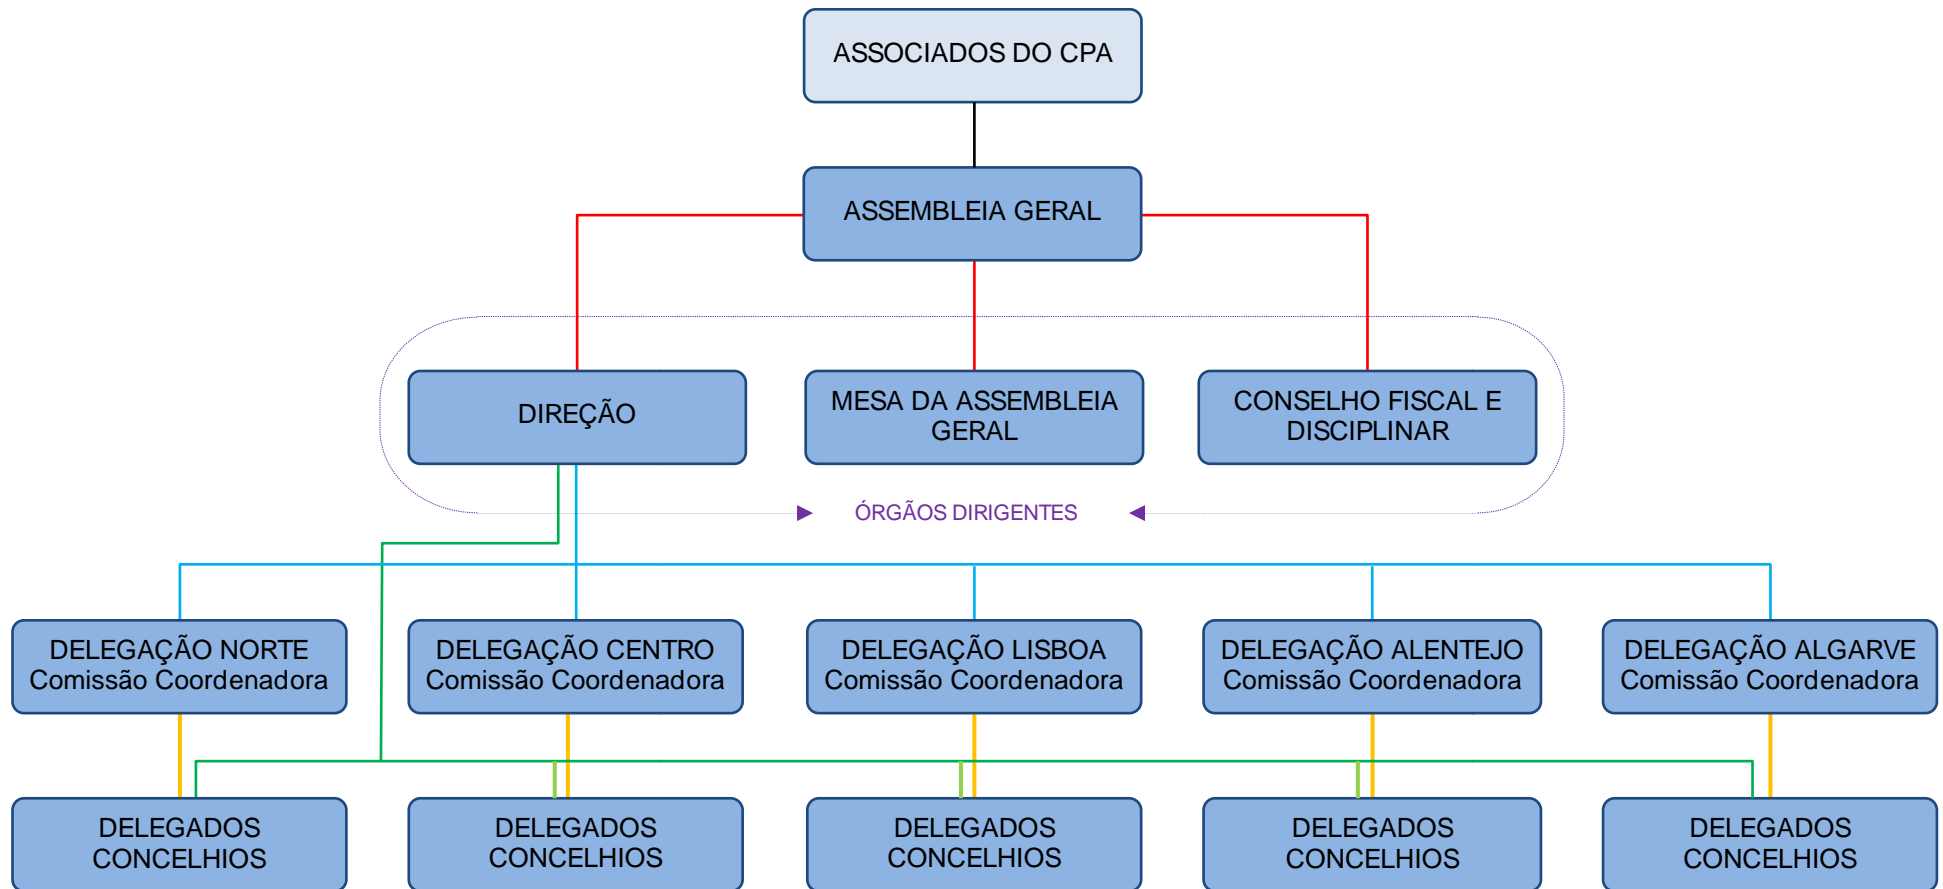 ASSOCIADOS DO CPA
ASSEMBLEIA GERAL
DIREÇÃO
MESA DA ASSEMBLEIA
GERAL
CONSELHO FISCAL E
DISCIPLINAR
ÓRGÃOS DIRIGENTES
DELEGAÇÃO NORTE
Comissão Coordenadora
DELEGAÇÃO CENTRO
Comissão Coordenadora
DELEGAÇÃO LISBOA
Comissão Coordenadora
DELEGAÇÃO ALENTEJO
Comissão Coordenadora
DELEGAÇÃO ALGARVE
Comissão Coordenadora
DELEGADOS
CONCELHIOS
DELEGADOS
CONCELHIOS
DELEGADOS
CONCELHIOS
DELEGADOS
CONCELHIOS
DELEGADOS
CONCELHIOS